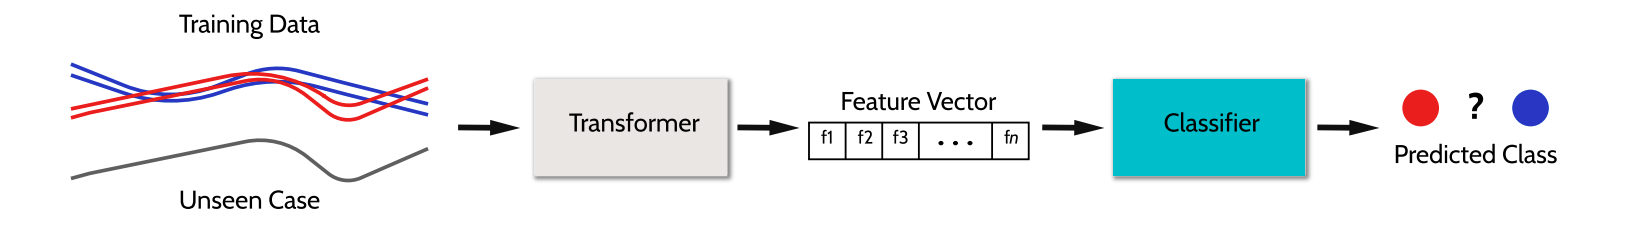 Training Data
Unseen Case
Transformer
Feature Vector
f1 f2 f3 ... fn
Classifier
?
Predicted Class